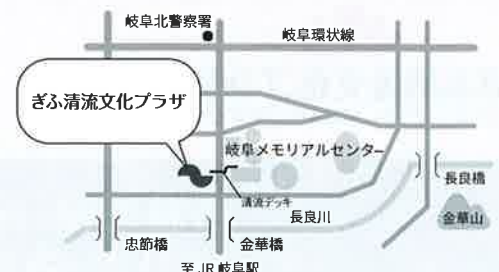 岐阜北警察署
岐阜環状線
ぎふ清流文化プラザ
岐阜メモリアルセンター
長良橋
清流デッキ
長良川
金華山
忠節橋
金華橋
至 JR 岐阜駅